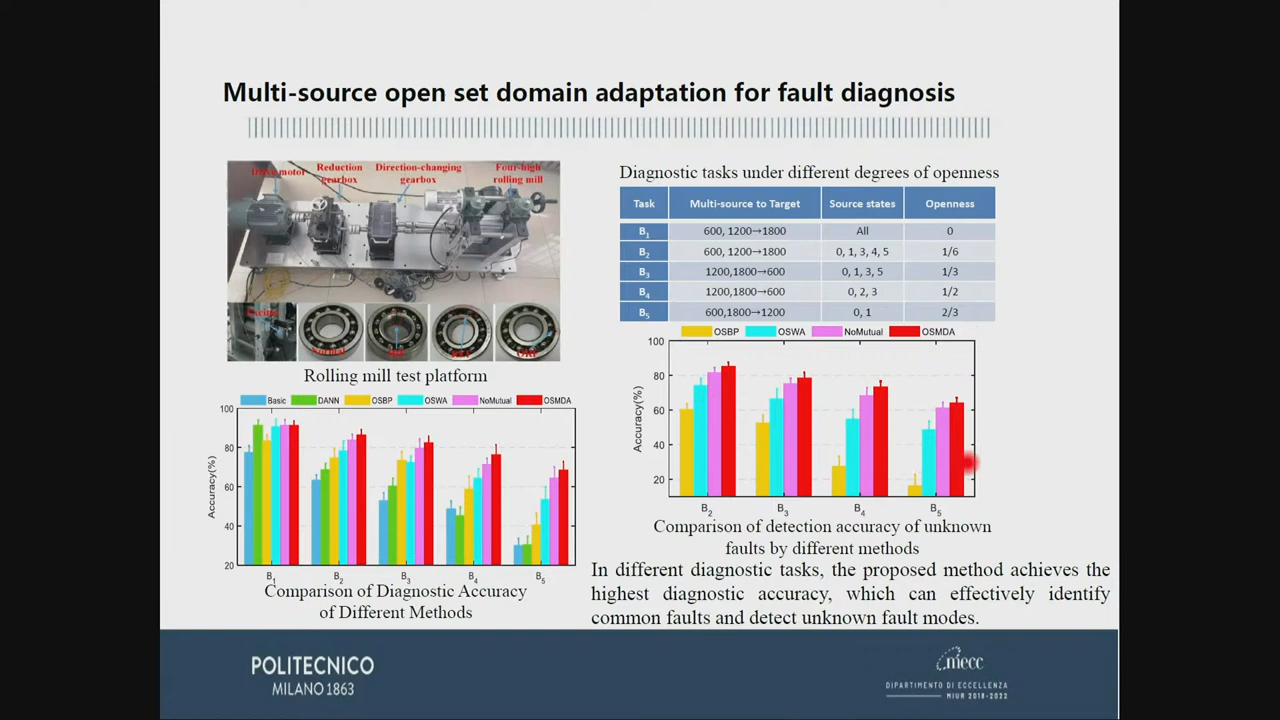 Multi-source open set domain adaptation for fault diagnosis
Drive motor
Reduction gearbox
Direction-changing gearbox
Four-high rolling mill
Rolling mill test platform
Diagnostic tasks under different degrees of openness
Task Multi-source to Target Source states Openness
B1 600, 1200→1800 All 0
B2 600, 1200→1800 0, 1, 3, 4, 5 1/6
B3 1200,1800→600 0, 1, 3, 5 1/3
B4 1200,1800→600 0, 2, 3 1/2
B5 600,1800→1200 0, 1 2/3
Basic DANN OSBP OSWA NoMutual OSMDA
Accuracy(%)
100
80
60
40
20
B1 B2 B3 B4 B5
Comparison of Diagnostic Accuracy
of Different Methods
OSBP OSWA NoMutual OSMDA
Accuracy(%)
100
80
60
40
20
B2 B3 B4 B5
Comparison of detection accuracy of unknown
faults by different methods
In different diagnostic tasks, the proposed method achieves the
highest diagnostic accuracy, which can effectively identify
common faults and detect unknown fault modes.
POLITECNICO
MILANO 1863
mecc
DIPARTIMENTO DI ECCELLENZA
MIUR 2018-2022